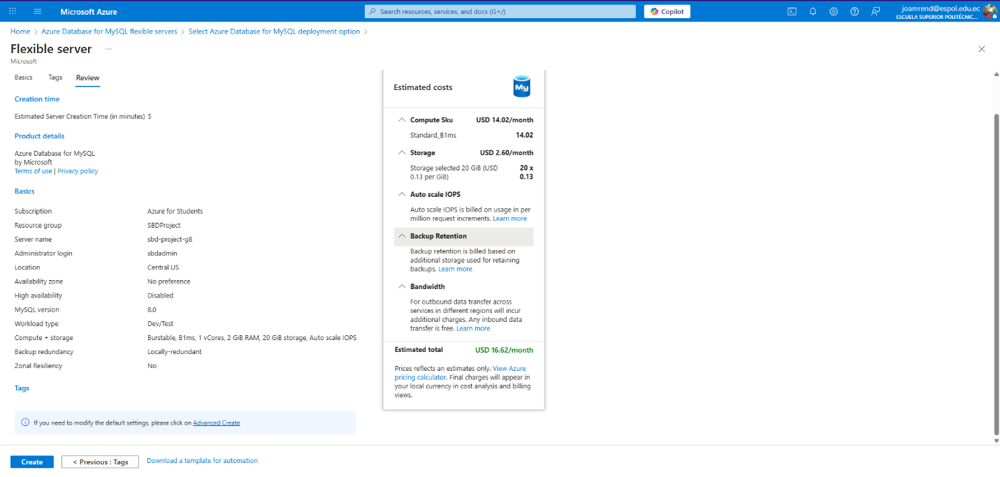 Microsoft Azure
Search resources, services, and docs (G+/)
Copilot
joamrend@espol.edu.ec
ESCUELA SUPERIOR POLITÉCNIC...
Home > Azure Database for MySQL flexible servers > Select Azure Database for MySQL deployment option >
Flexible server ...
Microsoft
Basics Tags Review
Creation time
Estimated Server Creation Time (in minutes) 5
Product details
Azure Database for MySQL
by Microsoft
Terms of use | Privacy policy
Basics
Subscription Azure for Students
Resource group SBDProject
Server name sbd-project-g8
Administrator login sbdadmin
Location Central US
Availability zone No preference
High availability Disabled
MySQL version 8.0
Workload type Dev/Test
Compute + storage Burstable, B1ms, 1 vCores, 2 GiB RAM, 20 GiB storage, Auto scale IOPS
Backup redundancy Locally-redundant
Zonal Resiliency No
Tags
If you need to modify the default settings, please click on Advanced Create
Estimated costs
My
Compute Sku USD 14.02/month
Standard_B1ms 14.02
Storage USD 2.60/month
Storage selected 20 GiB (USD 20 x
0.13 per GiB) 0.13
Auto scale IOPS
Auto scale IOPS is billed on usage in per
million request increments. Learn more
Backup Retention
Backup retention is billed based on
additional storage used for retaining
backups. Learn more
Bandwidth
For outbound data transfer across
services in different regions will incur
additional charges. Any inbound data
transfer is free. Learn more
Estimated total USD 16.62/month
Prices reflects an estimates only. View Azure
pricing calculator. Final charges will appear in
your local currency in cost analysis and billing
views.
Create
< Previous : Tags
Download a template for automation